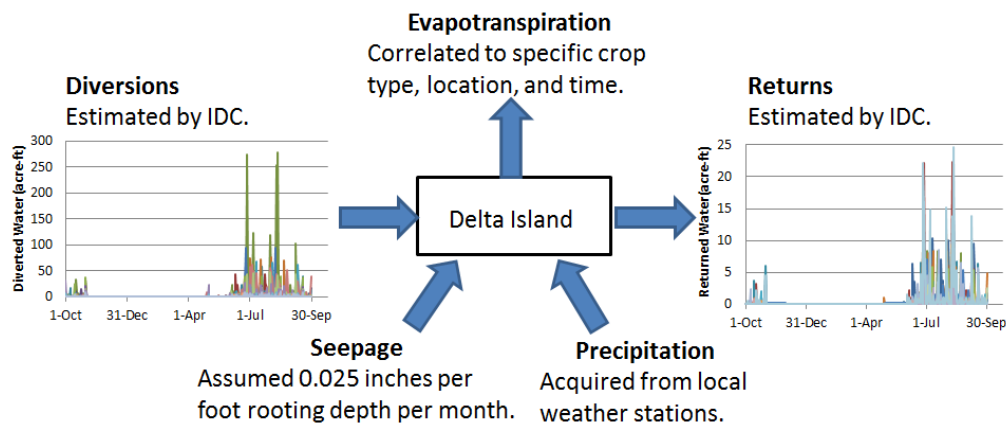 Evapotranspiration
Correlated to specific crop
type, location, and time.
Diversions
Estimated by IDC.
Diverted Water(acre-ft)
300
250
200
150
100
50
0
1-Oct 31-Dec 1-Apr 1-Jul 30-Sep
Delta Island
Returns
Estimated by IDC.
Returned Water(acre-ft)
25
20
15
10
5
0
1-Oct 31-Dec 1-Apr 1-Jul 30-Sep
Seepage
Assumed 0.025 inches per
foot rooting depth per month.
Precipitation
Acquired from local
weather stations.